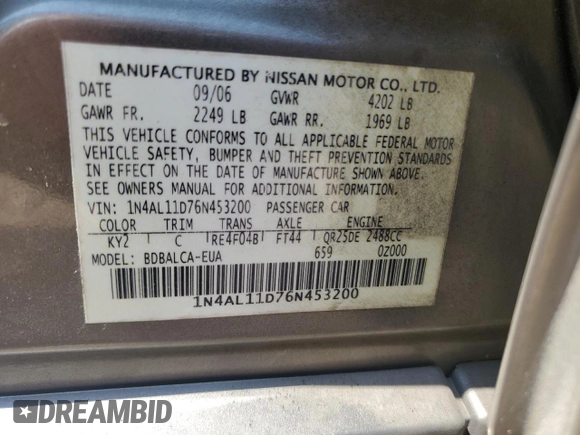 MANUFACTURED BY NISSAN MOTOR CO., LTD.
DATE 09/06 GVWR 4202 LB
GAWR FR. 2249 LB GAWR RR. 1969 LB
THIS VEHICLE CONFORMS TO ALL APPLICABLE FEDERAL MOTOR
VEHICLE SAFETY, BUMPER AND THEFT PREVENTION STANDARDS
IN EFFECT ON THE DATE OF MANUFACTURE SHOWN ABOVE.
SEE OWNERS MANUAL FOR ADDITIONAL INFORMATION.
VIN: 1N4AL11D76N453200 PASSENGER CAR
COLOR TRIM TRANS AXLE ENGINE
KY2 C RE4F04B FT44 QR25DE 2488CC
MODEL: BDBALCA-EUA 659 0Z000
1N4AL11D76N453200
DREAMBID